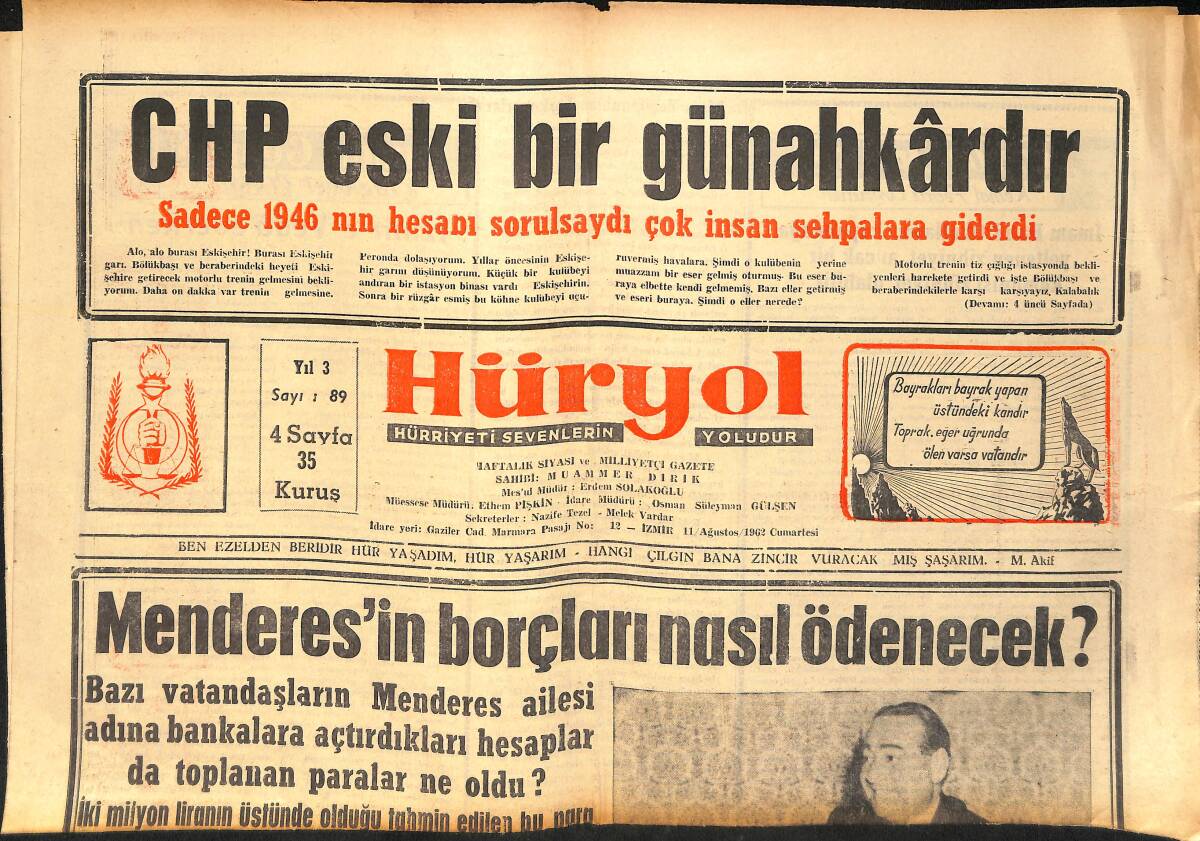 CHP eski bir günahkârdır
Sadece 1946 nın hesabı sorulsaydı çok insan sehpalara giderdi
Alo, alo burası Eskişehir! Burası Eskişehir
garı. Bölükbaşı ve beraberindeki heyeti Eski-
şehire getirecek motorlu trenin gelmesini bekli-
yorum. Daha on dakka var trenin gelmesine.
Peronda dolaşıyorum. Yıllar öncesinin Eskişe-
hir garını düşünüyorum. Küçük bir kulübeyi
andıran bir istasyon binası vardı Eskişehirin.
Sonra bir rüzgâr esmiş bu köhne kulübeyi uçu-
ruvermiş havalara. Şimdi o kulübenin yerine
muazzam bir eser gelmiş oturmuş. Bu eser bu-
raya elbette kendi gelmemiş. Bazı eller getirmiş
ve eseri buraya. Şimdi o eller nerede?
Motorlu trenin tiz çığlığı istasyonda bekli-
yenleri harekete getirdi ve işte Bölükbaşı ve
beraberindekilerle karşı karşıyayız. Kalabalık
(Devamı: 4 üncü Sayfada)
Yıl 3
Sayı : 89
4 Sayfa
35
Kuruş
Hüryol
HÜRRİYETİ SEVENLERİN YOLUDUR
HAFTALIK SİYASİ ve MİLLİYETÇİ GAZETE
SAHİBİ: MUAMMER DİRİK
Mes'ul Müdür : Erdem SOLAKOĞLU
Müessese Müdürü: Ethem PİŞKİN - İdare Müdürü : Osman Süleyman GÜLŞEN
Sekreterler : Nazife Tezel - Melek Vardar
İdare yeri: Gaziler Cad. Marmara Pasajı No: 12 — İZMİR 11/Ağustos/1962 Cumartesi
Bayrakları bayrak yapan
üstündeki kandır
Toprak, eğer uğrunda
ölen varsa vatandır
BEN EZELDEN BERİDİR HÜR YAŞADIM, HÜR YAŞARIM - HANGİ ÇILGIN BANA ZİNCİR VURACAK MIŞ ŞAŞARIM. - M. Akif
Menderes'in borçları nasıl ödenecek?
Bazı vatandaşların Menderes ailesi
adına bankalara açtırdıkları hesaplar
da toplanan paralar ne oldu?
İki milyon liranın üstünde olduğu tahmin edilen bu para